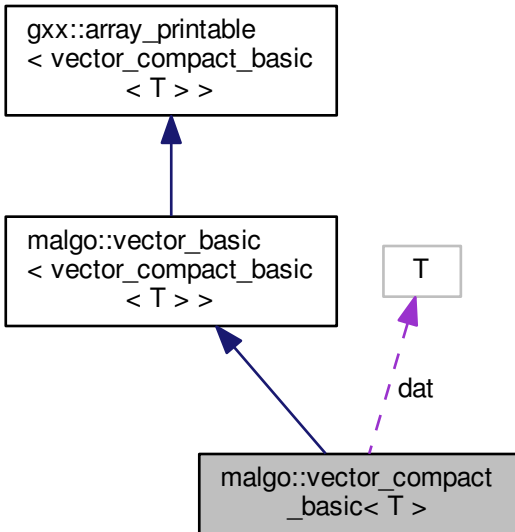 gxx::array_printable
< vector_compact_basic
< T > >
malgo::vector_basic
< vector_compact_basic
< T > >
T
dat
malgo::vector_compact
_basic< T >